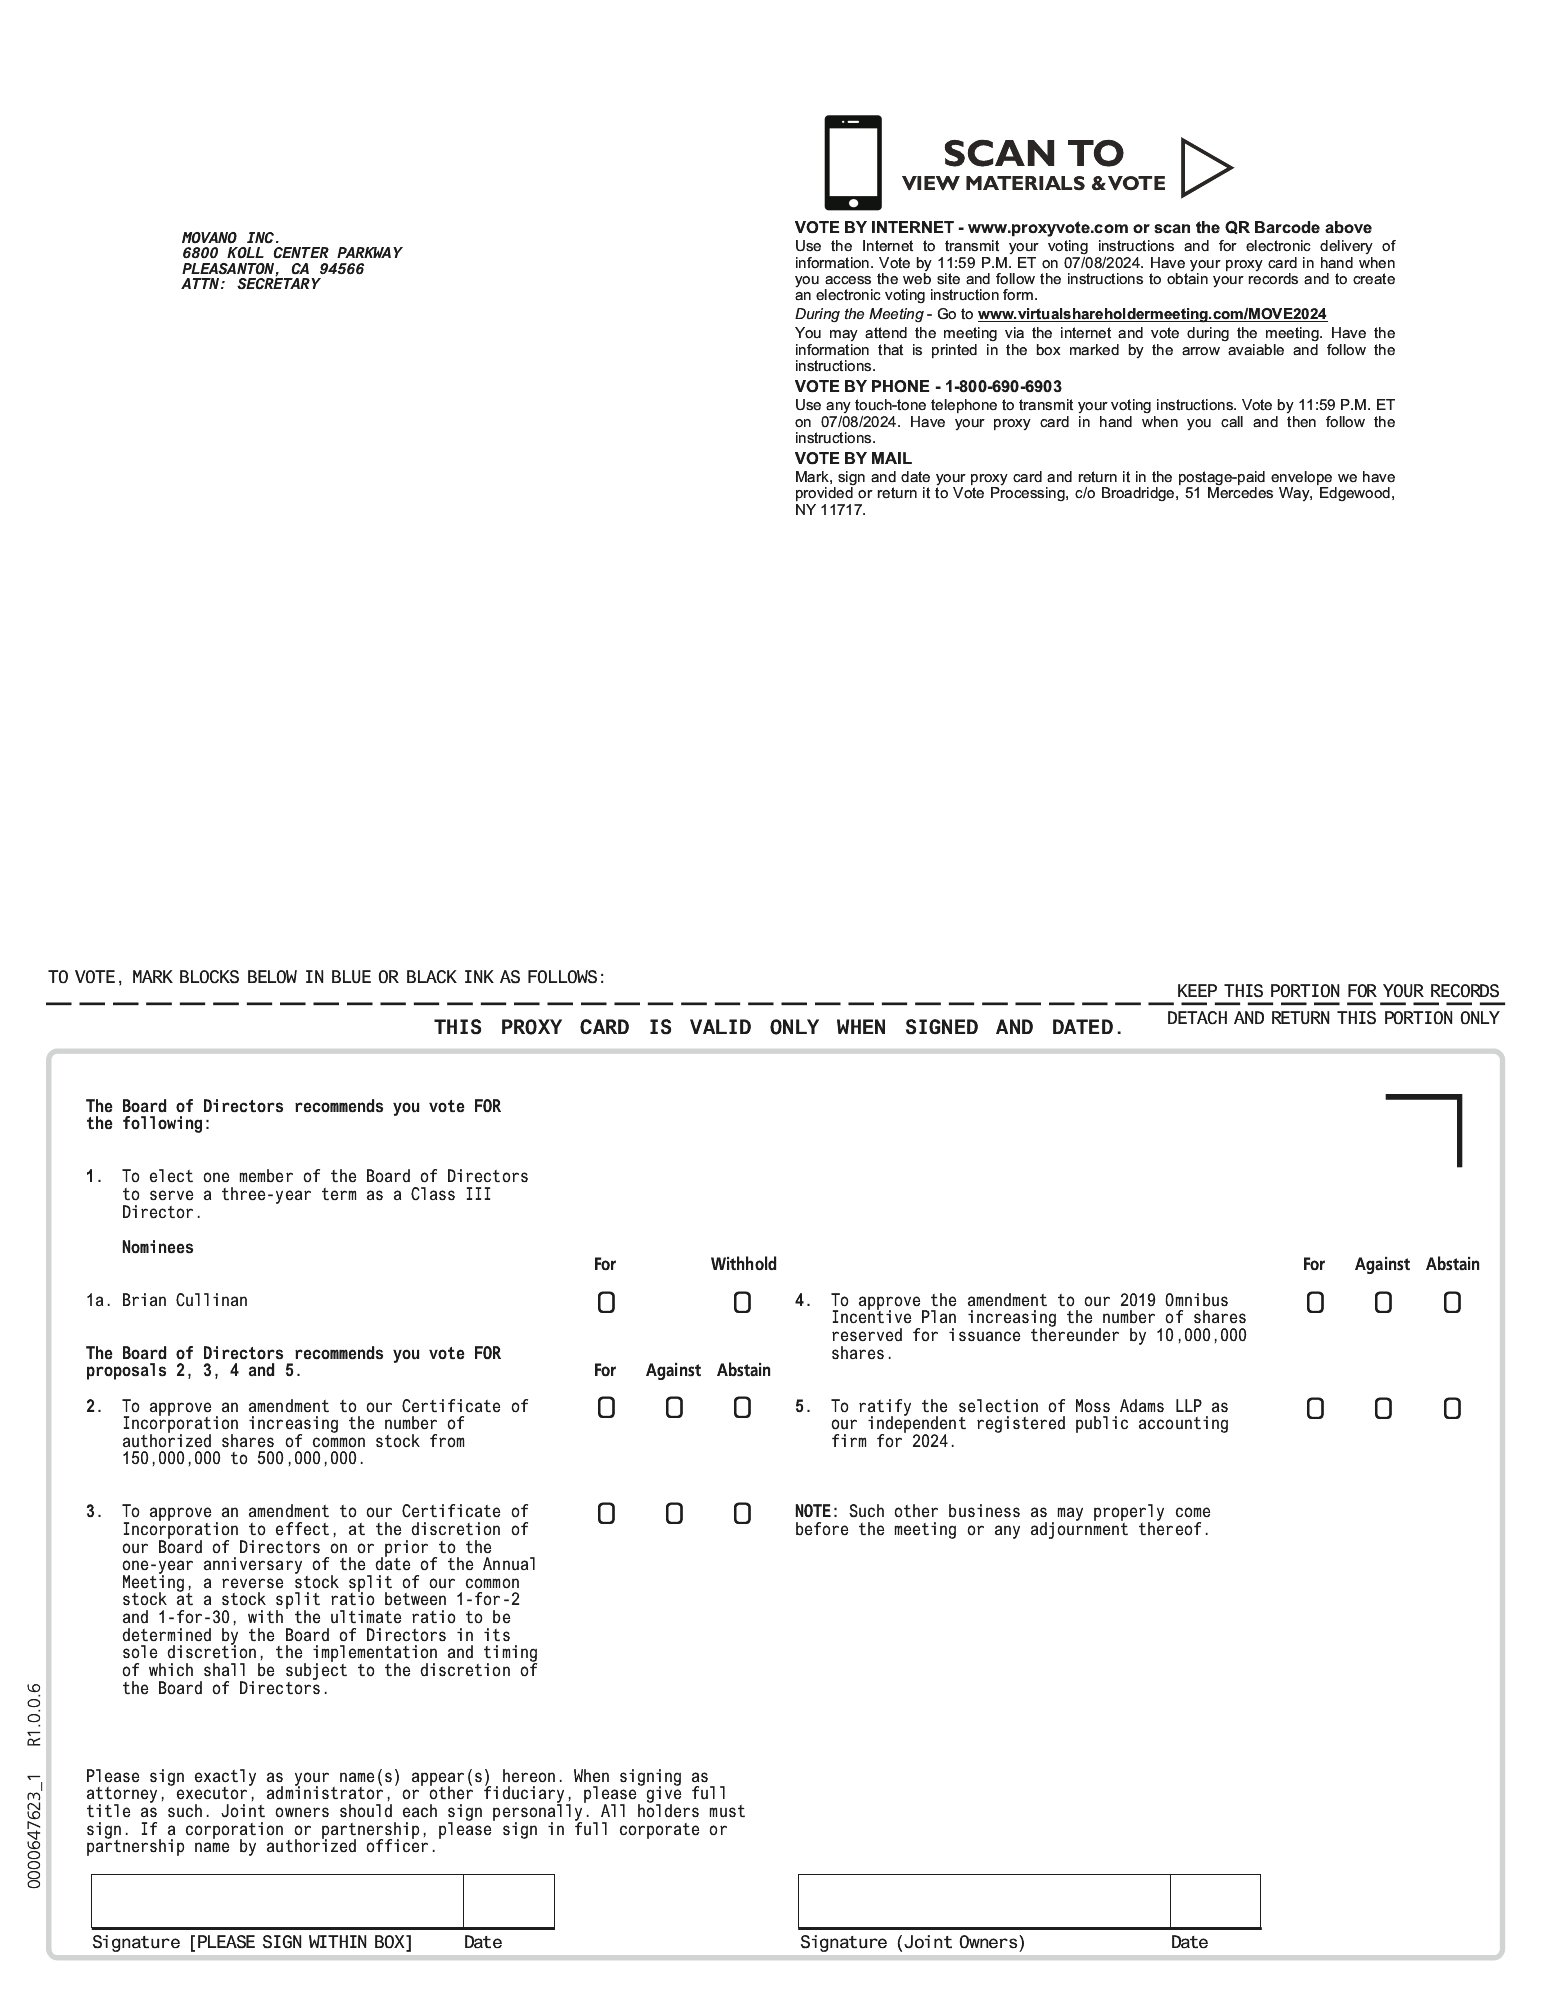 SCAN TO
VIEW MATERIALS & VOTE
MOVANO INC.
6800 KOLL CENTER PARKWAY
PLEASANTON, CA 94566
ATTN: SECRETARY
VOTE BY INTERNET - www.proxyvote.com or scan the QR Barcode above
Use the Internet to transmit your voting instructions and for electronic delivery of
information. Vote by 11:59 P.M. ET on 07/08/2024. Have your proxy card in hand when
you access the web site and follow the instructions to obtain your records and to create
an electronic voting instruction form.
During the Meeting - Go to www.virtualshareholdermeeting.com/MOVE2024
You may attend the meeting via the internet and vote during the meeting. Have the
information that is printed in the box marked by the arrow avaiable and follow the
instructions.
VOTE BY PHONE - 1-800-690-6903
Use any touch-tone telephone to transmit your voting instructions. Vote by 11:59 P.M. ET
on 07/08/2024. Have your proxy card in hand when you call and then follow the
instructions.
VOTE BY MAIL
Mark, sign and date your proxy card and return it in the postage-paid envelope we have
provided or return it to Vote Processing, c/o Broadridge, 51 Mercedes Way, Edgewood,
NY 11717.
TO VOTE, MARK BLOCKS BELOW IN BLUE OR BLACK INK AS FOLLOWS:
KEEP THIS PORTION FOR YOUR RECORDS
DETACH AND RETURN THIS PORTION ONLY
THIS PROXY CARD IS VALID ONLY WHEN SIGNED AND DATED.
The Board of Directors recommends you vote FOR
the following:
1. To elect one member of the Board of Directors
to serve a three-year term as a Class III
Director.
Nominees
For Withhold
1a. Brian Cullinan
The Board of Directors recommends you vote FOR
proposals 2, 3, 4 and 5.
For Against Abstain
2. To approve an amendment to our Certificate of
Incorporation increasing the number of
authorized shares of common stock from
150,000,000 to 500,000,000.
3. To approve an amendment to our Certificate of
Incorporation to effect, at the discretion of
our Board of Directors on or prior to the
one-year anniversary of the date of the Annual
Meeting, a reverse stock split of our common
stock at a stock split ratio between 1-for-2
and 1-for-30, with the ultimate ratio to be
determined by the Board of Directors in its
sole discretion, the implementation and timing
of which shall be subject to the discretion of
the Board of Directors.
For Against Abstain
4. To approve the amendment to our 2019 Omnibus
Incentive Plan increasing the number of shares
reserved for issuance thereunder by 10,000,000
shares.
5. To ratify the selection of Moss Adams LLP as
our independent registered public accounting
firm for 2024.
NOTE: Such other business as may properly come
before the meeting or any adjournment thereof.
Please sign exactly as your name(s) appear(s) hereon. When signing as
attorney, executor, administrator, or other fiduciary, please give full
title as such. Joint owners should each sign personally. All holders must
sign. If a corporation or partnership, please sign in full corporate or
partnership name by authorized officer.
Signature [PLEASE SIGN WITHIN BOX] Date
Signature (Joint Owners) Date
0000647623_1 R1.0.0.6